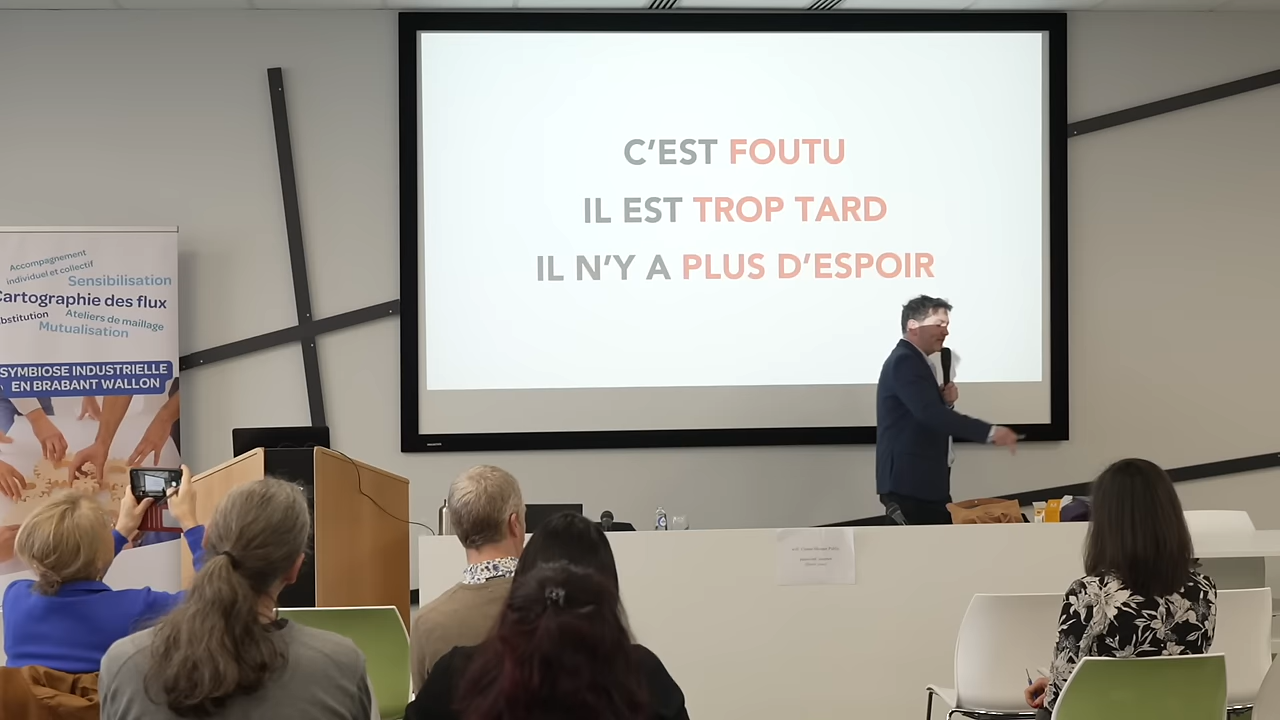 C'EST FOUTU
IL EST TROP TARD
IL N'Y A PLUS D'ESPOIR
Accompagnement
individuel et collectif
Sensibilisation
Cartographie des flux
Ateliers de maillage
Mutualisation
SYMBIOSE INDUSTRIELLE
EN BRABANT WALLON